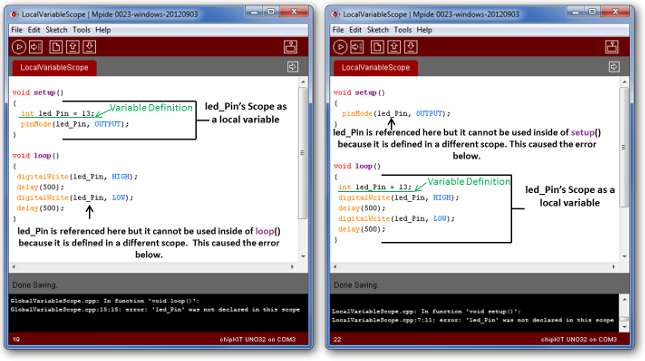 LocalVariableScope | Mpide 0023-windows-20120903
File Edit Sketch Tools Help
LocalVariableScope
void setup()
{
int led_Pin = 13;
Variable Definition
pinMode(led_Pin, OUTPUT);
}
led_Pin's Scope as
a local variable
void loop()
{
digitalWrite(led_Pin, HIGH);
delay(500);
digitalWrite(led_Pin, LOW);
delay(500);
}
led_Pin is referenced here but it cannot be used inside of loop()
because it is defined in a different scope. This caused the error
below.
Done Saving.
GlobalVariableScope.cpp: In function 'void loop()':
GlobalVariableScope.cpp:15:15: error: 'led_Pin' was not declared in this scope
19
chipKIT UNO32 on COM3
LocalVariableScope | Mpide 0023-windows-20120903
File Edit Sketch Tools Help
LocalVariableScope
void setup()
{
pinMode(led_Pin, OUTPUT);
}
led_Pin is referenced here but it cannot be used inside of setup()
because it is defined in a different scope. This caused the error
below.
void loop()
{
int led_Pin = 13;
Variable Definition
digitalWrite(led_Pin, HIGH);
delay(500);
digitalWrite(led_Pin, LOW);
delay(500);
}
led_Pin's Scope as a
local variable
Done Saving.
LocalVariableScope.cpp: In function 'void setup()':
LocalVariableScope.cpp:7:11: error: 'led_Pin' was not declared in this scope
22
chipKIT UNO32 on COM3